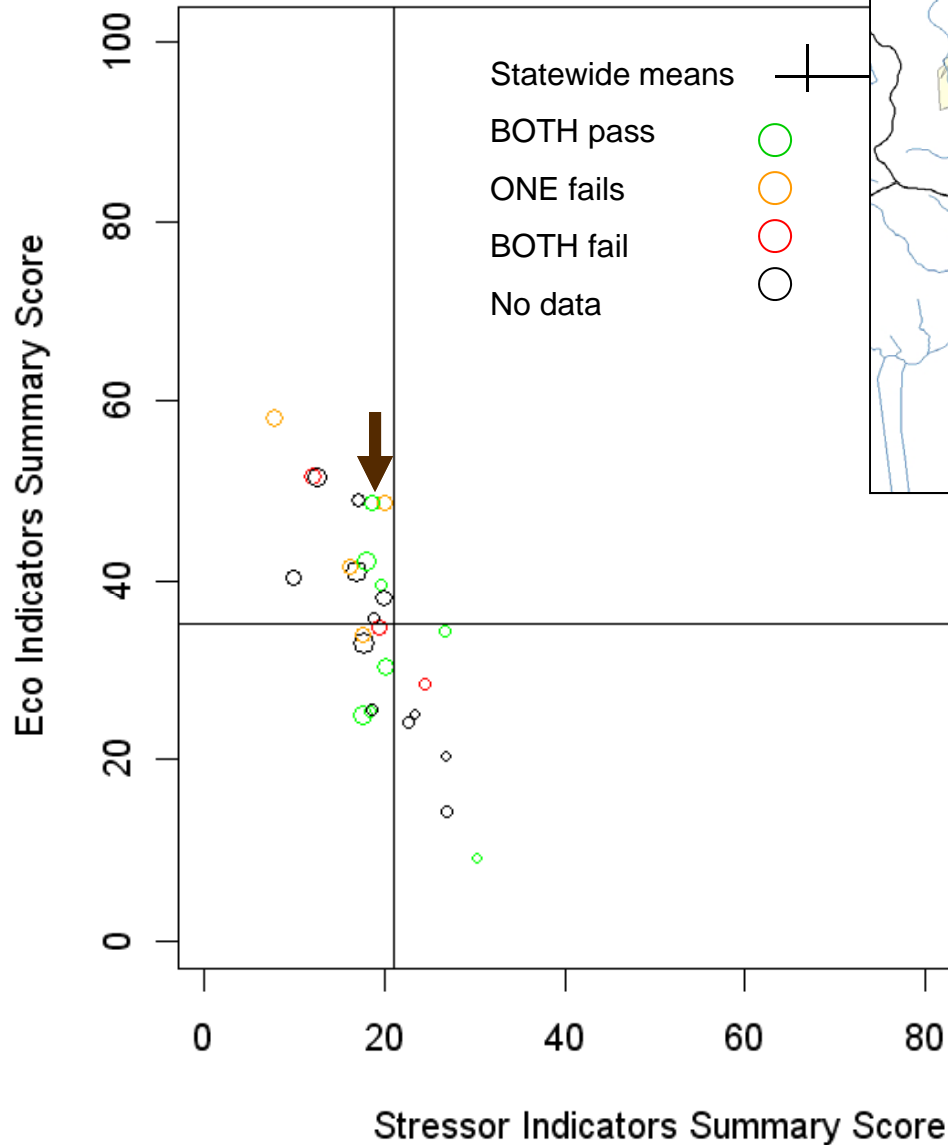 Statewide means
BOTH pass
ONE fails
BOTH fail
No data
Eco Indicators Summary Score
100
80
60
40
20
0
0 20 40 60 80
Stressor Indicators Summary Score